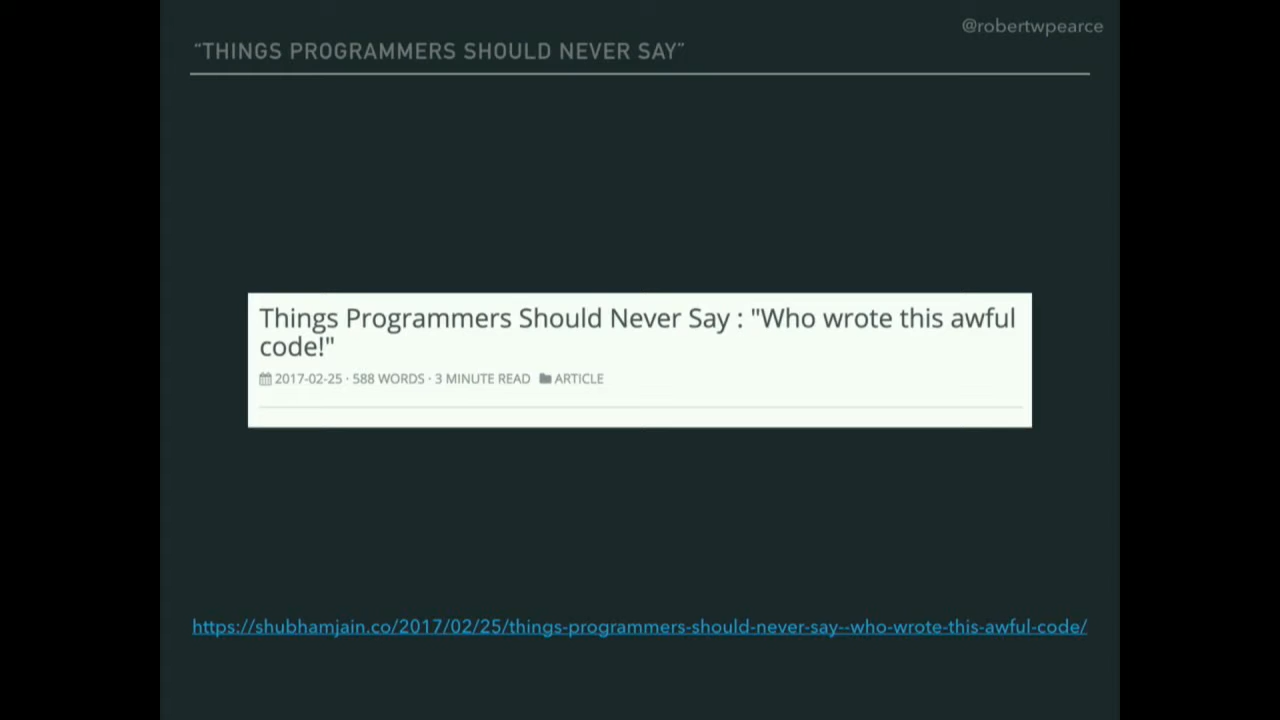 @robertwpearce
"THINGS PROGRAMMERS SHOULD NEVER SAY"
Things Programmers Should Never Say : "Who wrote this awful
code!"
2017-02-25 · 588 WORDS · 3 MINUTE READ ARTICLE
https://shubhamjain.co/2017/02/25/things-programmers-should-never-say--who-wrote-this-awful-code/